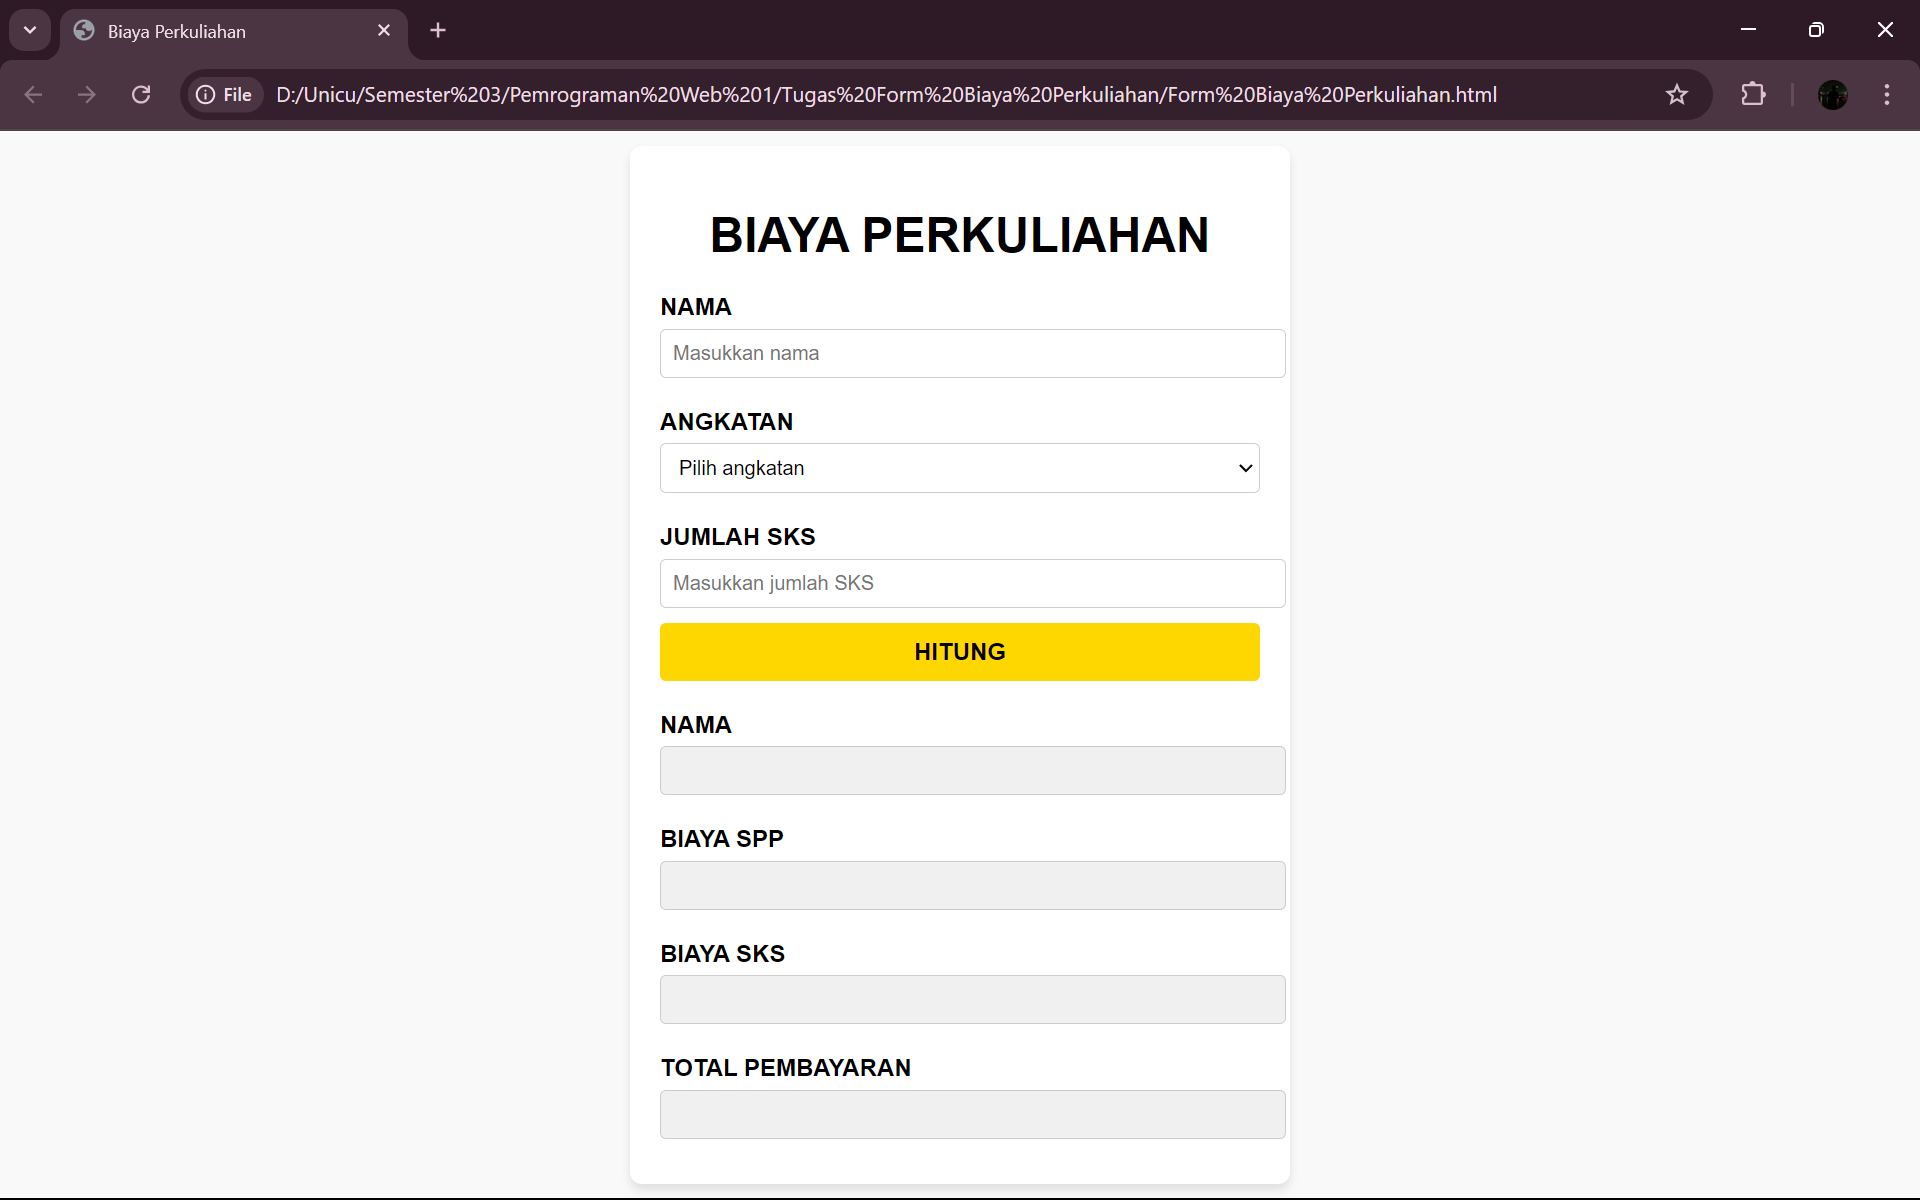 Biaya Perkuliahan
File D:/Unicu/Semester%203/Pemrograman%20Web%201/Tugas%20Form%20Biaya%20Perkuliahan/Form%20Biaya%20Perkuliahan.html
BIAYA PERKULIAHAN
NAMA
Masukkan nama
ANGKATAN
Pilih angkatan
JUMLAH SKS
Masukkan jumlah SKS
HITUNG
NAMA
BIAYA SPP
BIAYA SKS
TOTAL PEMBAYARAN